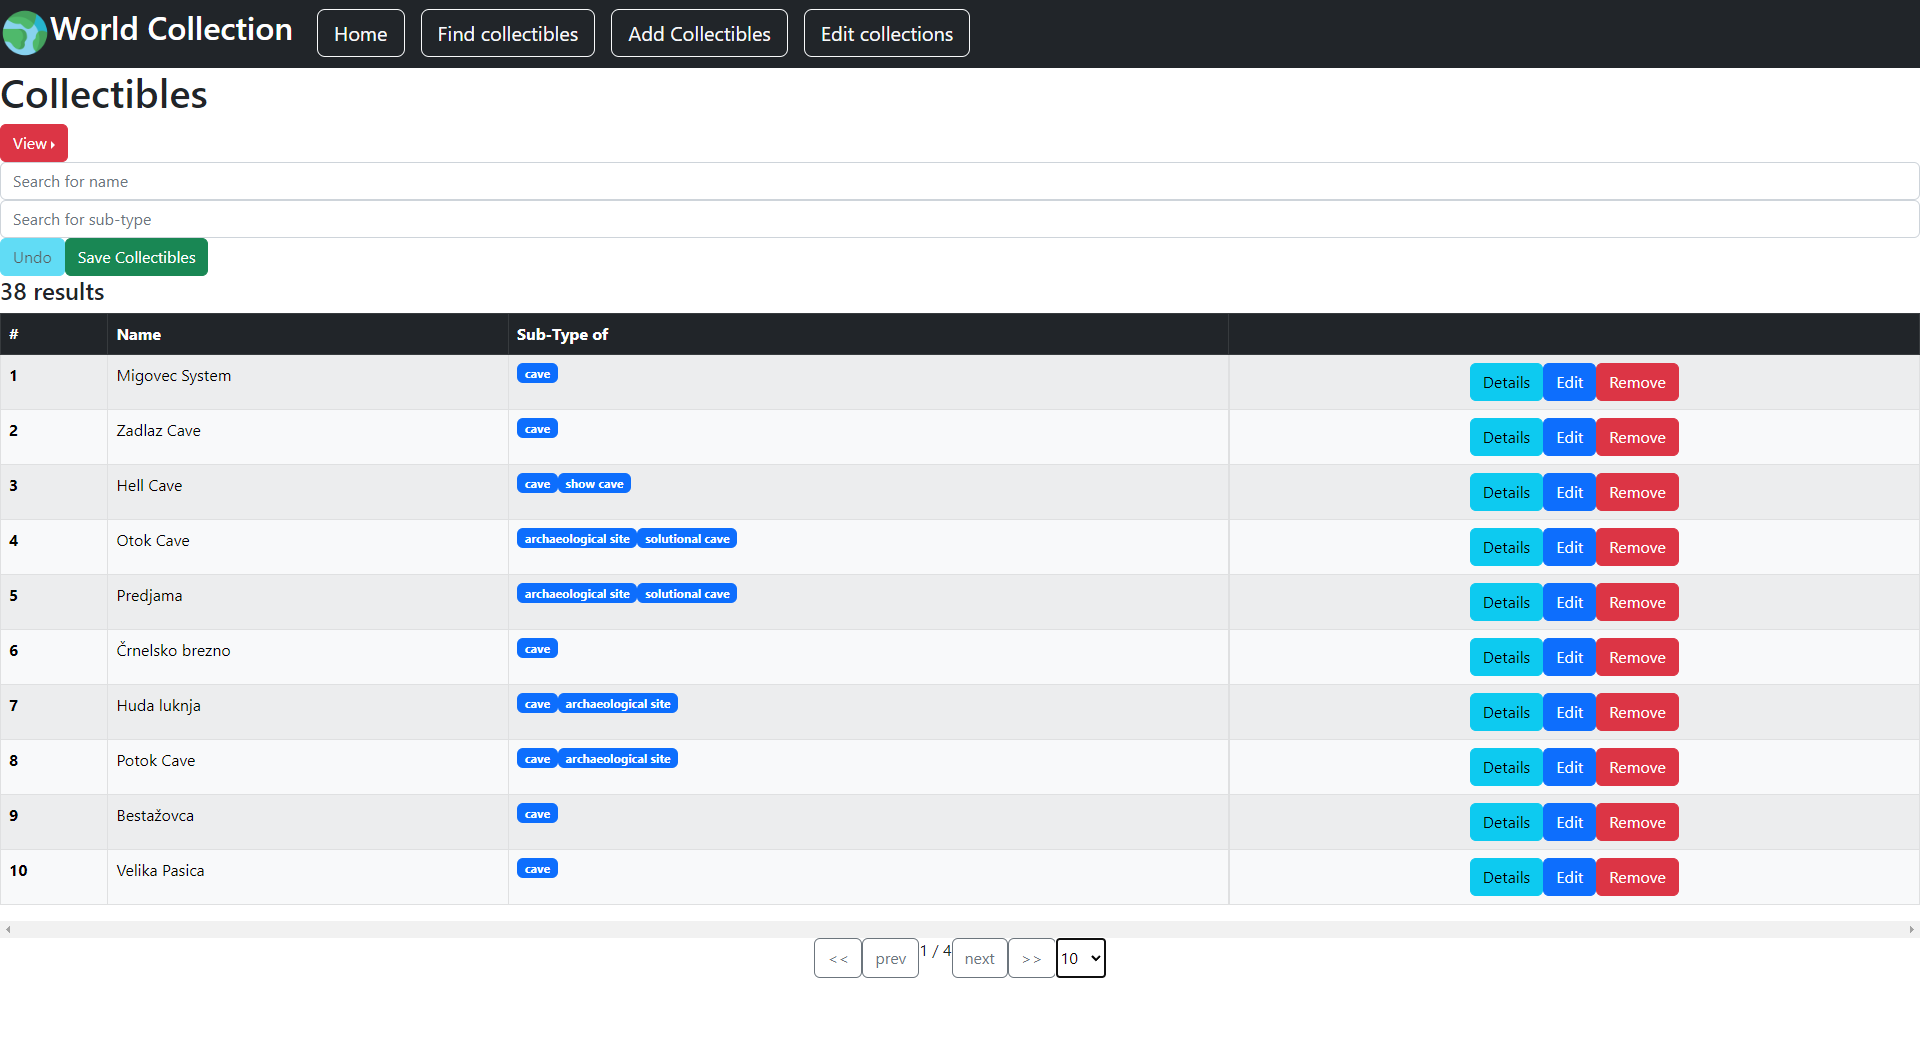 World Collection Home Find collectibles Add Collectibles Edit collections
Collectibles
View
Search for name
Search for sub-type
Undo Save Collectibles
38 results
# Name Sub-Type of
1 Migovec System cave Details Edit Remove
2 Zadlaz Cave cave Details Edit Remove
3 Hell Cave cave show cave Details Edit Remove
4 Otok Cave archaeological site solutional cave Details Edit Remove
5 Predjama archaeological site solutional cave Details Edit Remove
6 Črnelsko brezno cave Details Edit Remove
7 Huda luknja cave archaeological site Details Edit Remove
8 Potok Cave cave archaeological site Details Edit Remove
9 Bestažovca cave Details Edit Remove
10 Velika Pasica cave Details Edit Remove
<< prev 1 / 4 next >> 10